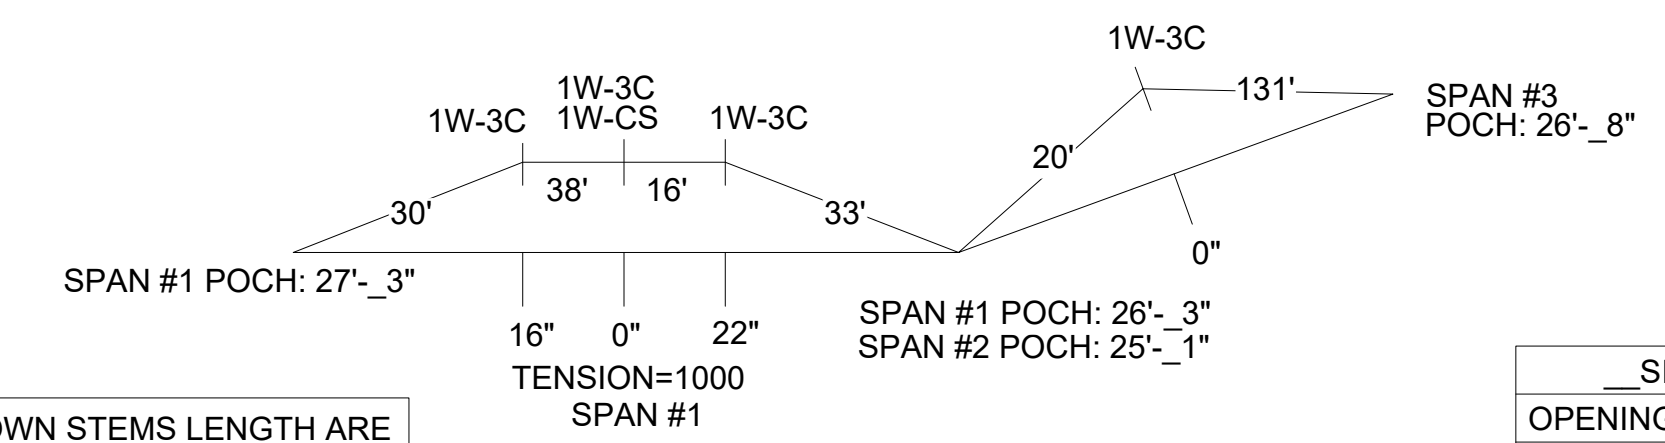 1W-3C
1W-3C
1W-3C
1W-CS
1W-3C
131'
SPAN #3
POCH: 26'-_8"
20'
38'
16'
30'
33'
0"
SPAN #1 POCH: 27'-_3"
SPAN #1 POCH: 26'-_3"
SPAN #2 POCH: 25'-_1"
16"
0"
22"
TENSION=1000
SPAN #1
STEMS LENGTH ARE
OPENING